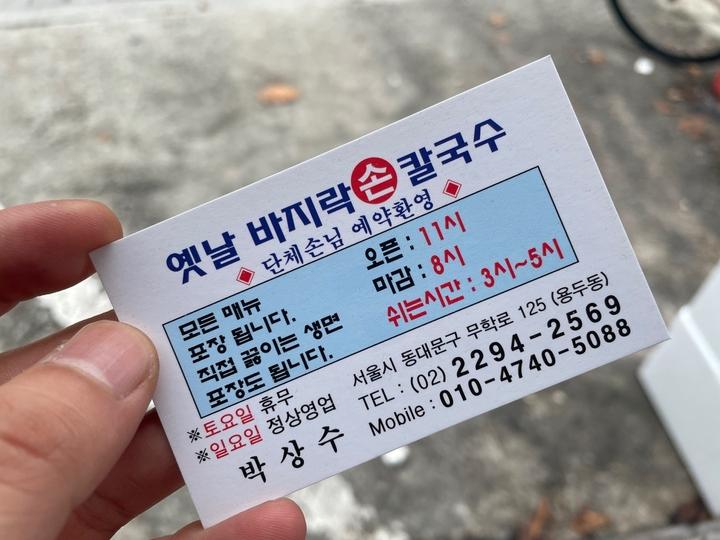 옛날 바지락 손 칼국수
단체손님 예약환영
모든 메뉴
포장 됩니다.
직접 끓이는 생면
포장도 됩니다.
오픈 : 11시
마감 : 8시
쉬는시간 : 3시~5시
※토요일 휴무
※일요일 정상영업
박상수
서울시 동대문구 무학로 125 (용두동)
TEL : (02) 2294-2569
Mobile : 010-4740-5088